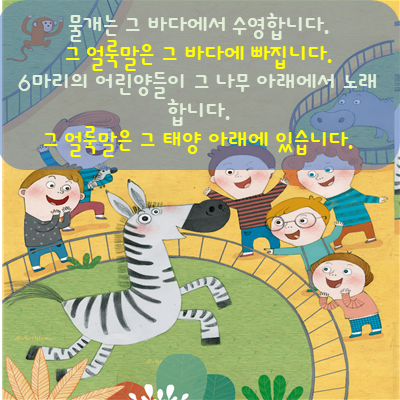 물개는 그 바다에서 수영합니다.
그 얼룩말은 그 바다에 빠집니다.
6마리의 어린양들이 그 나무 아래에서 노래
합니다.
그 얼룩말은 그 태양 아래에 있습니다.